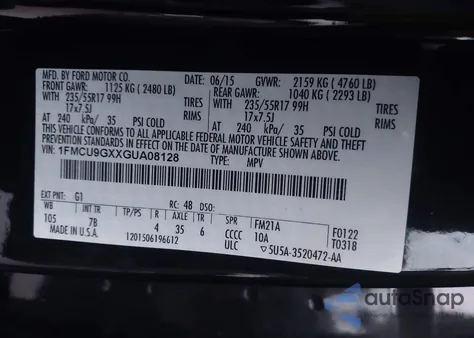 MFD. BY FORD MOTOR CO. 06/15 GVWR: 2159 KG ( 4760 LB)
FRONT GAWR: 1125 KG ( 2480 LB) REAR GAWR: 1040 KG ( 2293 LB)
WITH 235/55R17 99H TIRES WITH 235/55R17 99H TIRES
17x7.5J RIMS 17x7.5J RIMS
AT 240 kPa/ 35 PSI COLD AT 240 kPa/ 35 PSI COLD
THIS VEHICLE CONFORMS TO ALL APPLICABLE FEDERAL MOTOR VEHICLE SAFETY AND THEFT PREVENTION STANDARDS IN EFFECT ON THE DATE OF MANUFACTURE SHOWN ABOVE.
VIN: 1FMCU9GXXGUA08128
TYPE: MPV
EXT PNT: G1 RC: 48 DSO: F0122
WB TP/PS R AXLE TR SPR FM21A T0318
105 7B 4 35 6 CCCC 10A
MADE IN U.S.A. 1201506196612 ULC 5U5A-3520472-AA
autoSnap